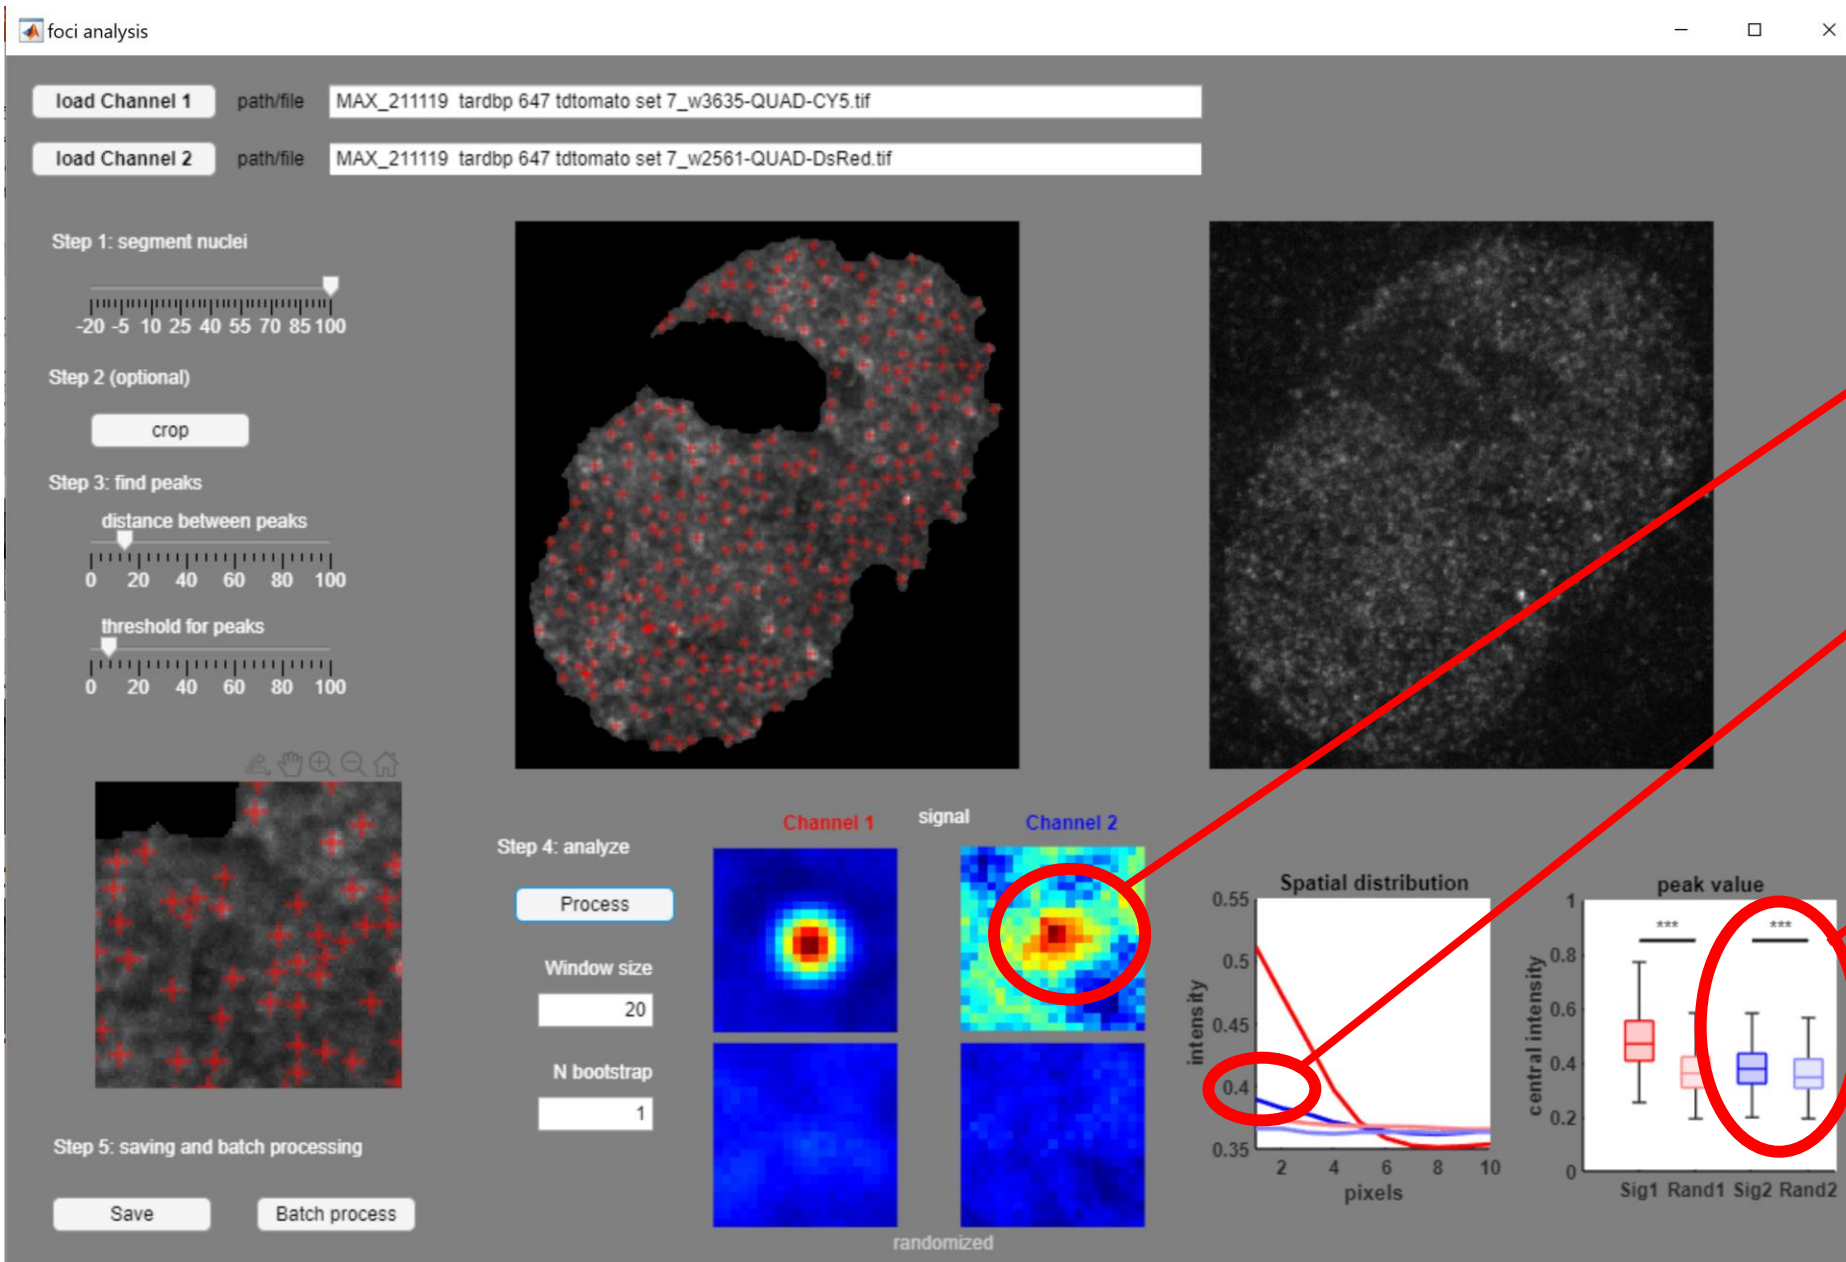 foci analysis
load Channel 1 path/file MAX_211119 tardbp 647 tdtomato set 7_w3635-QUAD-CY5.tif
load Channel 2 path/file MAX_211119 tardbp 647 tdtomato set 7_w2561-QUAD-DsRed.tif
Step 1: segment nuclei
-20 -5 10 25 40 55 70 85 100
Step 2 (optional)
crop
Step 3: find peaks
distance between peaks
0 20 40 60 80 100
threshold for peaks
0 20 40 60 80 100
Step 4: analyze
Process
Window size
20
N bootstrap
1
Channel 1 signal Channel 2
randomized
Spatial distribution
0.55
0.5
0.45
0.4
0.35
intensity
2 4 6 8 10
pixels
peak value
*** ***
1
0.8
0.6
0.4
0.2
0
central intensity
Sig1 Rand1 Sig2 Rand2
Step 5: saving and batch processing
Save Batch process